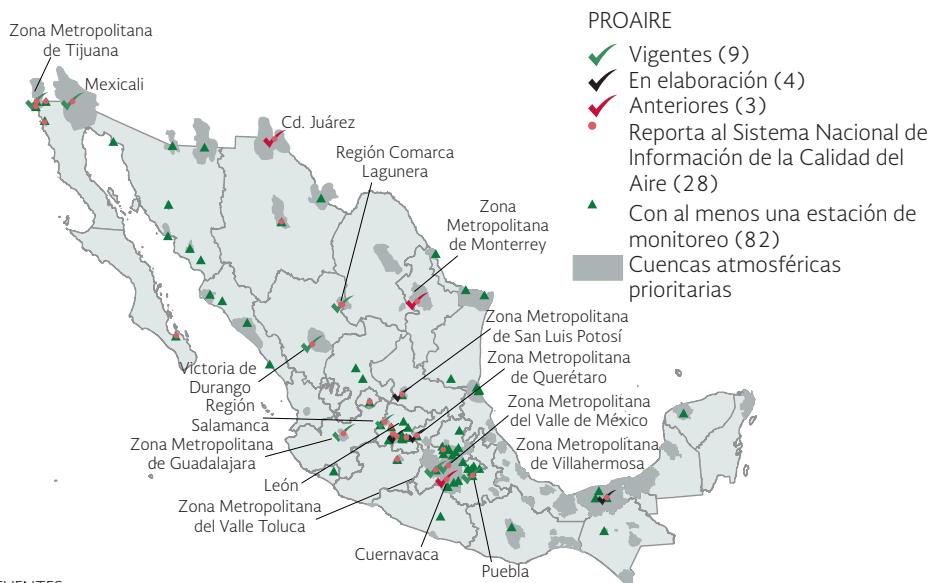 Zona Metropolitana
de Tijuana
Mexicali
Cd. Juárez
Región Comarca
Lagunera
Zona
Metropolitana
de Monterrey
PROAIRE
Vigentes (9)
En elaboración (4)
Anteriores (3)
Reporta al Sistema Nacional de
Información de la Calidad del
Aire (28)
Con al menos una estación de
monitoreo (82)
Cuencas atmosféricas
prioritarias
Zona Metropolitana
de San Luis Potosí
Zona Metropolitana
de Querétaro
Zona Metropolitana
del Valle de México
Zona Metropolitana
de Villahermosa
Victoria de
Durango
Región
Salamanca
Zona Metropolitana
de Guadalajara
León
Zona Metropolitana
del Valle Toluca
Cuernavaca
Puebla